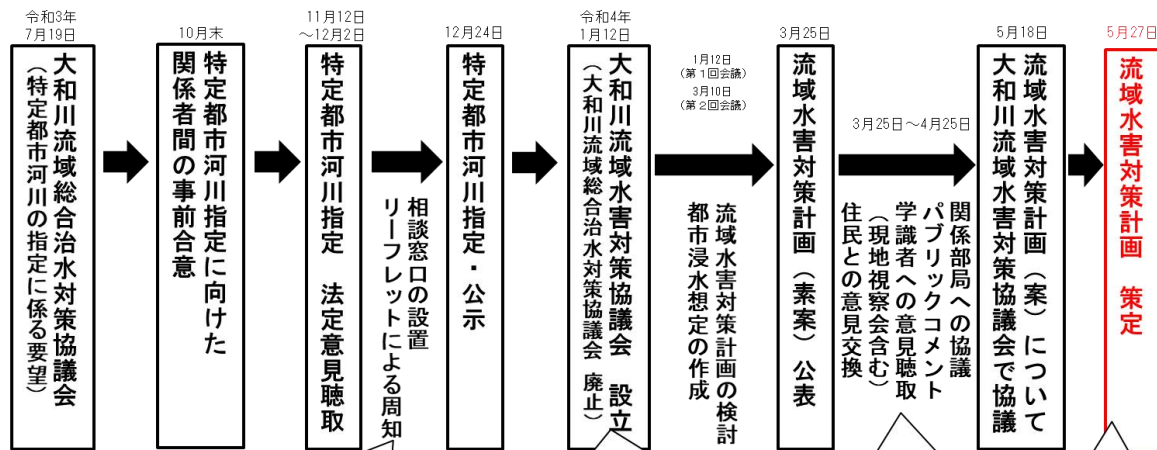 令和3年
7月19日
大和川流域総合治水対策協議会
（特定都市河川の指定に係る要望）
10月末
特定都市河川指定に向けた
関係者間の事前合意
11月12日
～12月2日
特定都市河川指定　法定意見聴取
相談窓口の設置
リーフレットによる周知
12月24日
特定都市河川指定・公示
令和4年
1月12日
大和川流域水害対策協議会　設立
（大和川流域総合治水対策協議会 廃止）
1月12日
（第1回会議）
3月10日
（第2回会議）
流域水害対策計画の検討
都市浸水想定の作成
3月25日
流域水害対策計画（素案）公表
3月25日～4月25日
関係部局への協議
パブリックコメント
学識者への意見聴取
（現地視察会含む）
住民との意見交換
5月18日
流域水害対策計画（案）について
大和川流域水害対策協議会で協議
5月27日
流域水害対策計画　策定